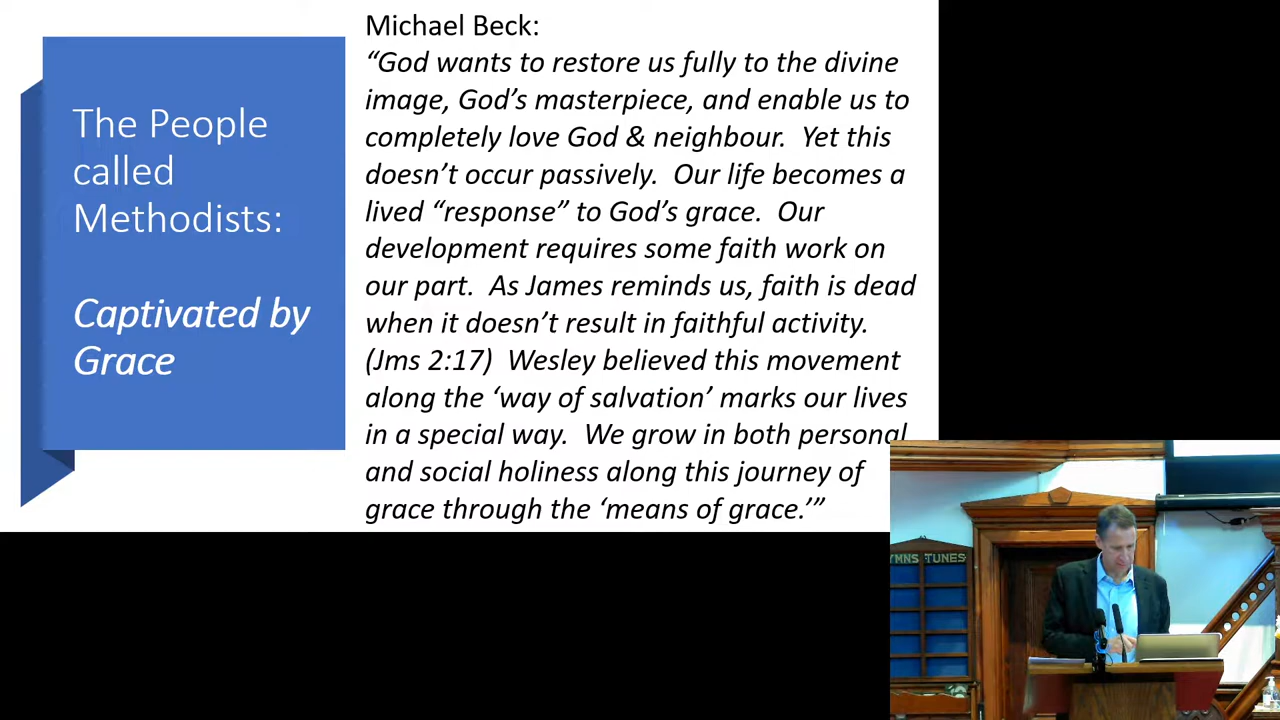 The People
called
Methodists:
Captivated by
Grace
Michael Beck:
“God wants to restore us fully to the divine
image, God’s masterpiece, and enable us to
completely love God & neighbour.  Yet this
doesn’t occur passively.  Our life becomes a
lived “response” to God’s grace.  Our
development requires some faith work on
our part.  As James reminds us, faith is dead
when it doesn’t result in faithful activity.
(Jms 2:17)  Wesley believed this movement
along the ‘way of salvation’ marks our lives
in a special way.  We grow in both personal
and social holiness along this journey of
grace through the ‘means of grace.’”
YMNS TUNES